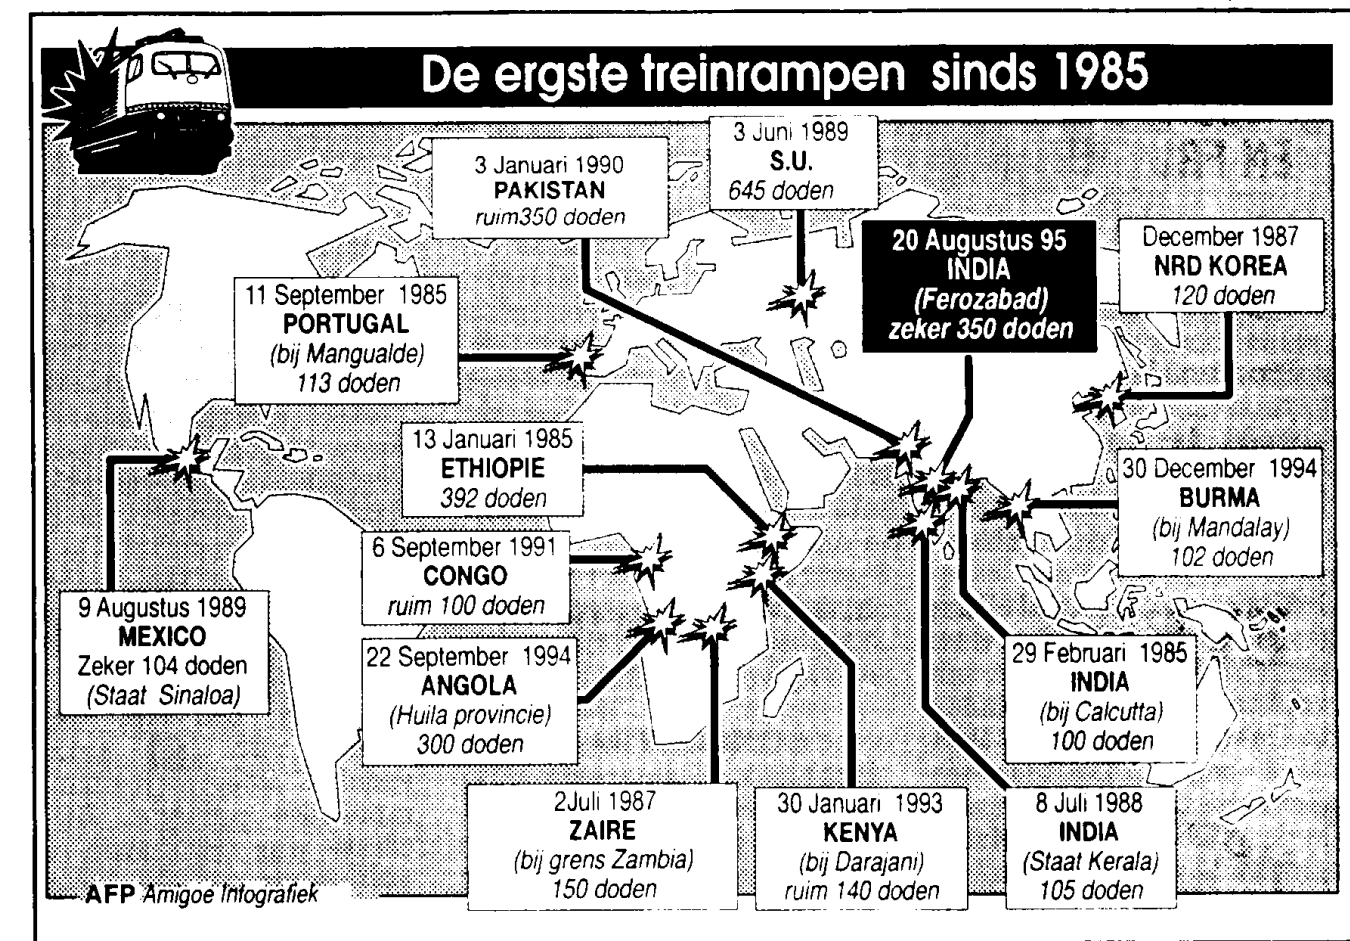 De ergste treinrampen sinds 1985
3 Juni 1989
S.U.
645 doden
3 Januari 1990
PAKISTAN
ruim350 doden
20 Augustus 95
INDIA
(Ferozabad)
zeker 350 doden
December 1987
NRD KOREA
120 doden
11 September 1985
PORTUGAL
(bij Mangualde)
113 doden
13 Januari 1985
ETHIOPIE
392 doden
30 December 1994
BURMA
(bij Mandalay)
102 doden
6 September 1991
CONGO
ruim 100 doden
9 Augustus 1989
MEXICO
Zeker 104 doden
(Staat Sinaloa)
22 September 1994
ANGOLA
(Huila provincie)
300 doden
29 Februari 1985
INDIA
(bij Calcutta)
100 doden
2Juli 1987
ZAIRE
(bij grens Zambia)
150 doden
30 Januari 1993
KENYA
(bij Darajani)
ruim 140 doden
8 Juli 1988
INDIA
(Staat Kerala)
105 doden
AFP Amigoe Infografiek